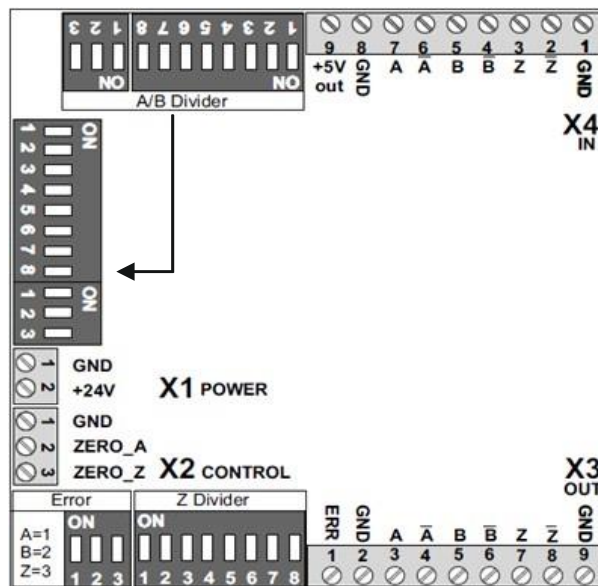 3 2 1 8 7 6 5 4 3 2 1
ON ON
A/B Divider
9 8 7 6 5 4 3 2 1
+5V out GND A A̅ B B̅ Z Z̅ GND
X4
IN
1 ON
2
3
4
5
6
7
8
1 ON
2
3
1 GND
2 +24V
X1 POWER
1 GND
2 ZERO_A
3 ZERO_Z
X2 CONTROL
X3
OUT
Error Z Divider
A=1
B=2
Z=3
ON ON
1 2 3 1 2 3 4 5 6 7 8
ERR GND A A̅ B B̅ Z Z̅ GND
1 2 3 4 5 6 7 8 9